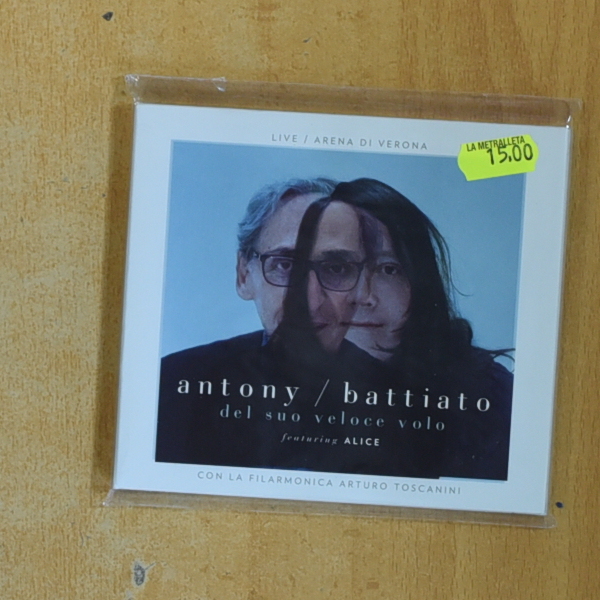 LIVE / ARENA DI VERONA
LA METRALLETA
15.00
antony / battiato
del suo veloce volo
featuring ALICE
CON LA FILARMONICA ARTURO TOSCANINI